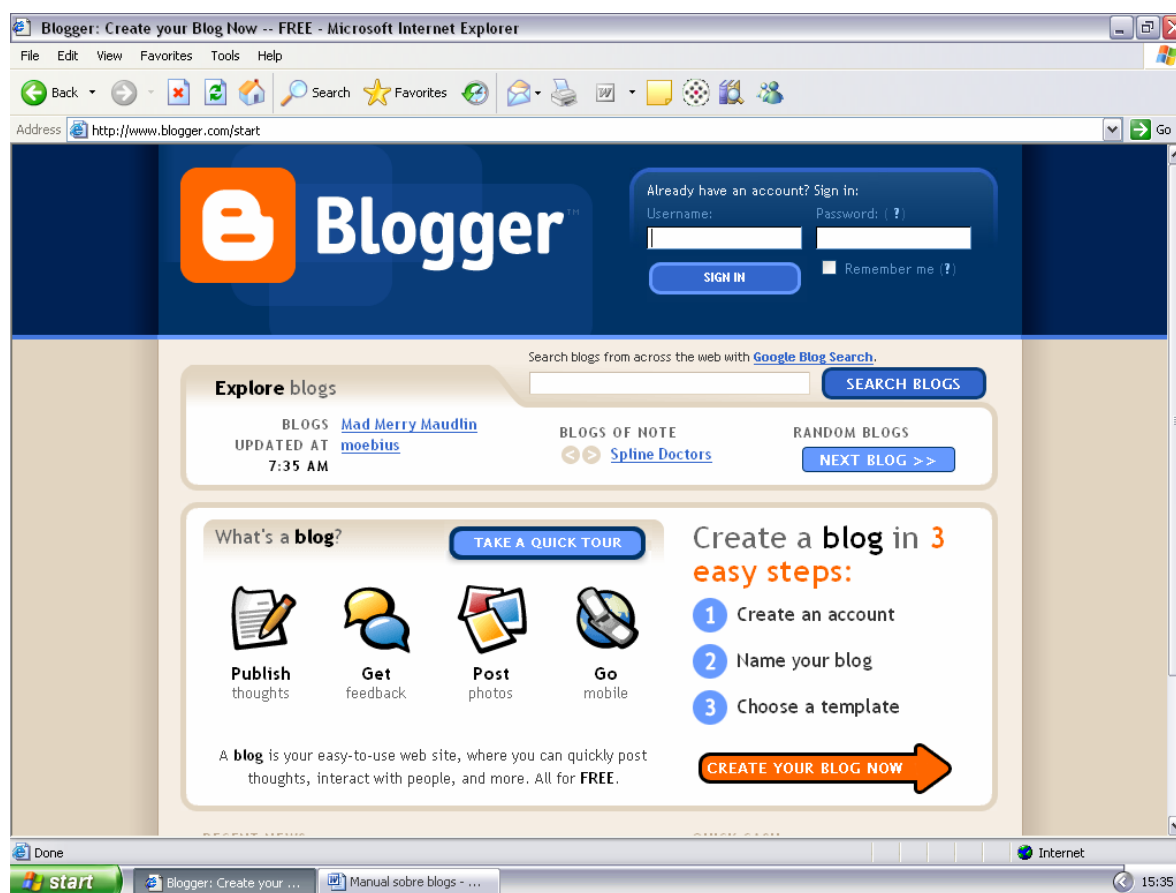 Blogger: Create your Blog Now -- FREE - Microsoft Internet Explorer
File Edit View Favorites Tools Help
Back Search Favorites
Address http://www.blogger.com/start Go
Blogger™
Already have an account? Sign in:
Username: Password: (?)
SIGN IN Remember me (?)
Search blogs from across the web with Google Blog Search.
SEARCH BLOGS
Explore blogs
BLOGS UPDATED AT 7:35 AM
Mad Merry Maudlin
moebius
BLOGS OF NOTE
Spline Doctors
RANDOM BLOGS
NEXT BLOG >>
What's a blog?
TAKE A QUICK TOUR
Publish thoughts
Get feedback
Post photos
Go mobile
A blog is your easy-to-use web site, where you can quickly post
thoughts, interact with people, and more. All for FREE.
Create a blog in 3
easy steps:
1 Create an account
2 Name your blog
3 Choose a template
CREATE YOUR BLOG NOW
Done Internet
start Blogger: Create your ... Manual sobre blogs - ... 15:35